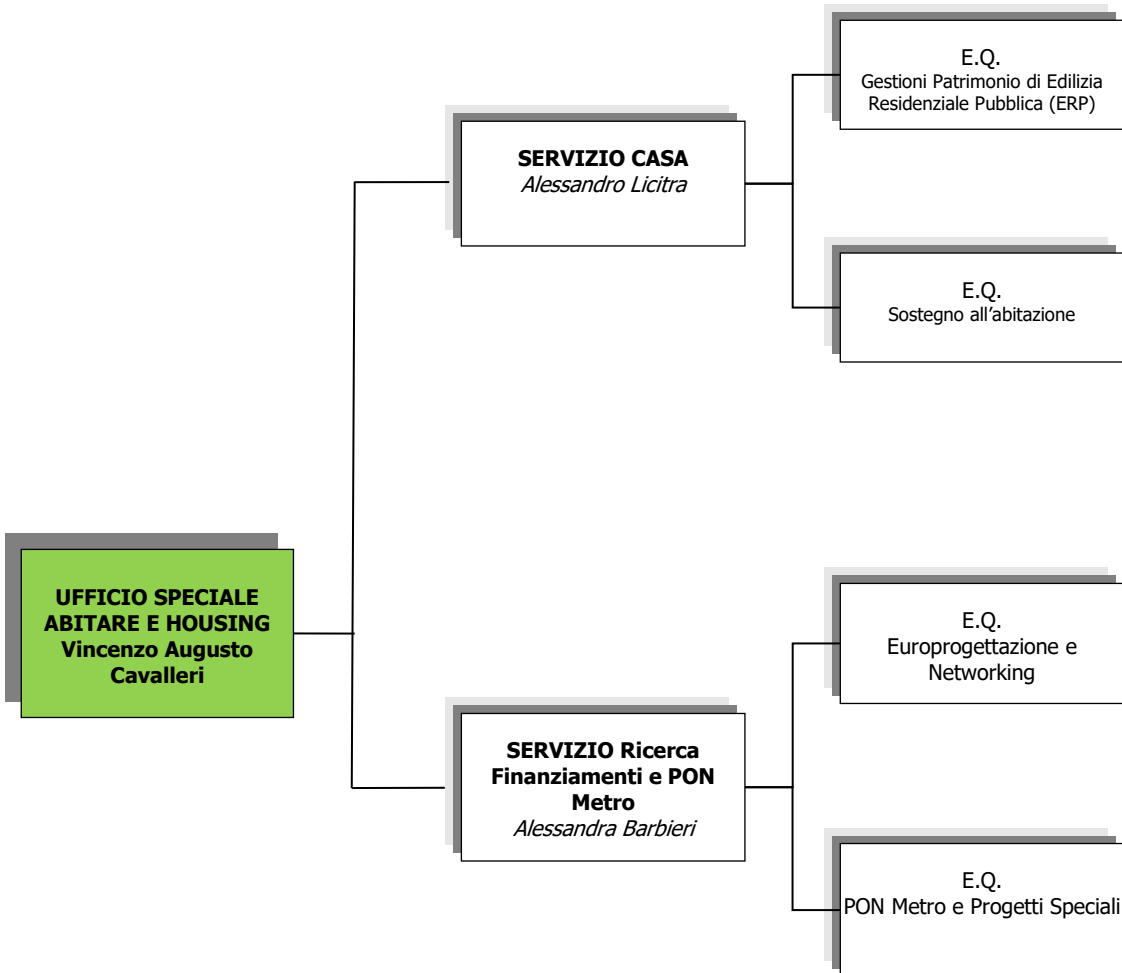 E.Q.
Gestioni Patrimonio di Edilizia
Residenziale Pubblica (ERP)
SERVIZIO CASA
Alessandro Licitra
E.Q.
Sostegno all’abitazione
UFFICIO SPECIALE
ABITARE E HOUSING
Vincenzo Augusto
Cavalleri
E.Q.
Europrogettazione e
Networking
SERVIZIO Ricerca
Finanziamenti e PON
Metro
Alessandra Barbieri
E.Q.
PON Metro e Progetti Speciali